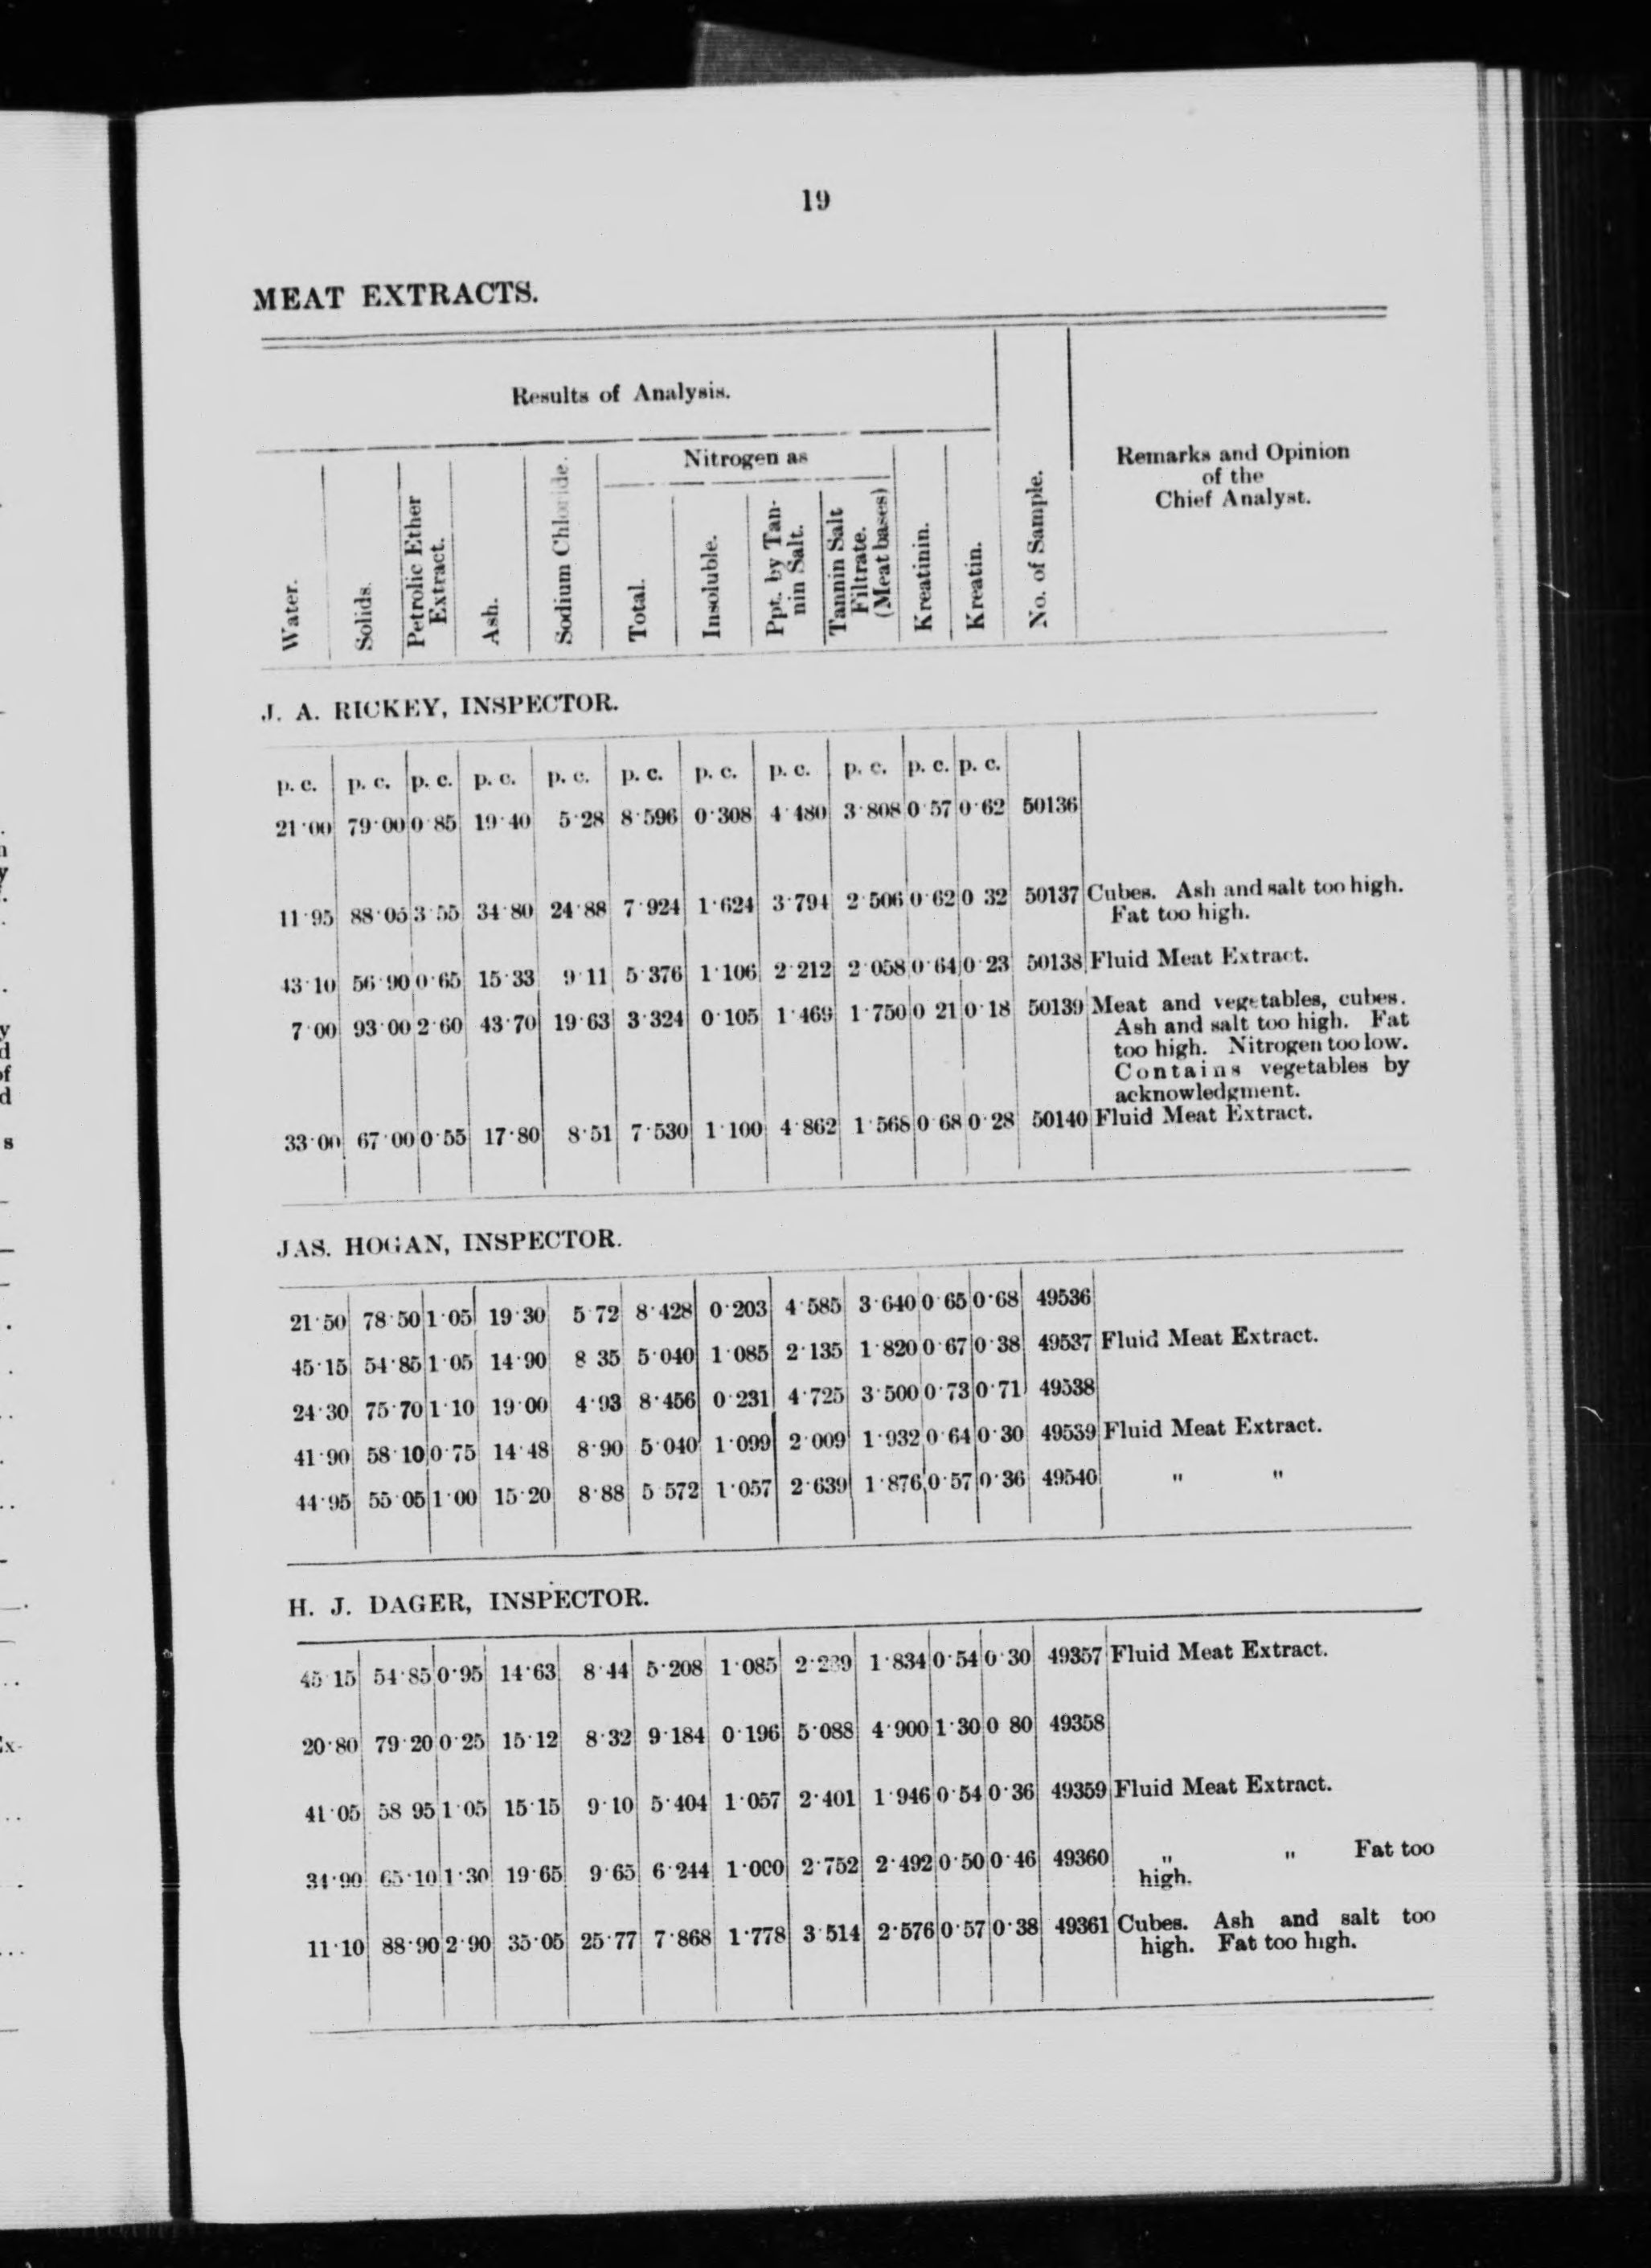 19
MEAT EXTRACTS.
Results of Analysis.
Nitrogen as
Water.
Solids.
Petrolic Ether
Extract.
Ash.
Sodium Chloride.
Total.
Insoluble.
Ppt. by Tan-
nin Salt.
Tannin Salt
Filtrate.
(Meat bases)
Kreatinin.
Kreatin.
No. of Sample.
Remarks and Opinion
of the
Chief Analyst.
J. A. RICKEY, INSPECTOR.
p. c. p. c. p. c. p. c. p. c. p. c. p. c. p. c. p. c. p. c. p. c.
21·00 79·00 0·85 19·40 5·28 8·596 0·308 4·480 3·808 0·57 0·62 50136
11·95 88·05 3·55 34·80 24·88 7·924 1·624 3·794 2·506 0·62 0 32 50137 Cubes. Ash and salt too high.
Fat too high.
43·10 56·90 0·65 15·33 9·11 5·376 1·106 2·212 2·058 0·64 0·23 50138 Fluid Meat Extract.
7·00 93·00 2·60 43·70 19·63 3·324 0·105 1·469 1·750 0 21 0·18 50139 Meat and vegetables, cubes.
Ash and salt too high. Fat
too high. Nitrogen too low.
Contains vegetables by
acknowledgment.
33·00 67·00 0·55 17·80 8·51 7·530 1·100 4·862 1·568 0 68 0·28 50140 Fluid Meat Extract.
JAS. HOGAN, INSPECTOR.
21·50 78·50 1·05 19·30 5·72 8·428 0·203 4·585 3·640 0·65 0·68 49536
45·15 54·85 1·05 14·90 8 35 5·040 1·085 2·135 1·820 0·67 0·38 49537 Fluid Meat Extract.
24·30 75·70 1·10 19·00 4·93 8·456 0·231 4·725 3·500 0·73 0·71 49538
41·90 58·10 0·75 14·48 8·90 5·040 1·099 2·009 1·932 0·64 0·30 49539 Fluid Meat Extract.
44·95 55·05 1·00 15·20 8·88 5 572 1·057 2·639 1·876 0·57 0·36 49540 " "
H. J. DAGER, INSPECTOR.
45·15 54·85 0·95 14·63 8·44 5·208 1·085 1·834 0·54 0·30 49357 Fluid Meat Extract.
20·80 79·20 0·25 15·12 8·32 9·184 0·196 5·088 4·900 1·30 0 80 49358
41·05 58 95 1·05 15·15 9·10 5·404 1·057 2·401 1·946 0·54 0·36 49359 Fluid Meat Extract.
34·90 65·10 1·30 19·65 9·65 6·244 1·000 2·752 2·492 0·50 0·46 49360 " " Fat too
high.
11·10 88·90 2·90 35·05 25·77 7·868 1·778 3·514 2·576 0·57 0·38 49361 Cubes. Ash and salt too
high. Fat too high.